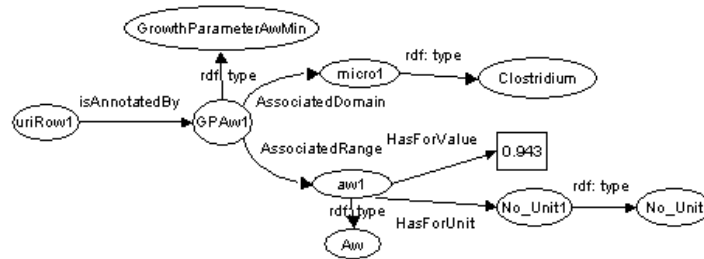 GrowthParameterAwMin
rdf: type
rdf: type
micro1
Clostridium
isAnnotatedBy
AssociatedDomain
uriRow1
GPAw1
AssociatedRange
HasForValue
0.943
aw1
rdf: type
rdf: type
No_Unit1
No_Unit
HasForUnit
Aw